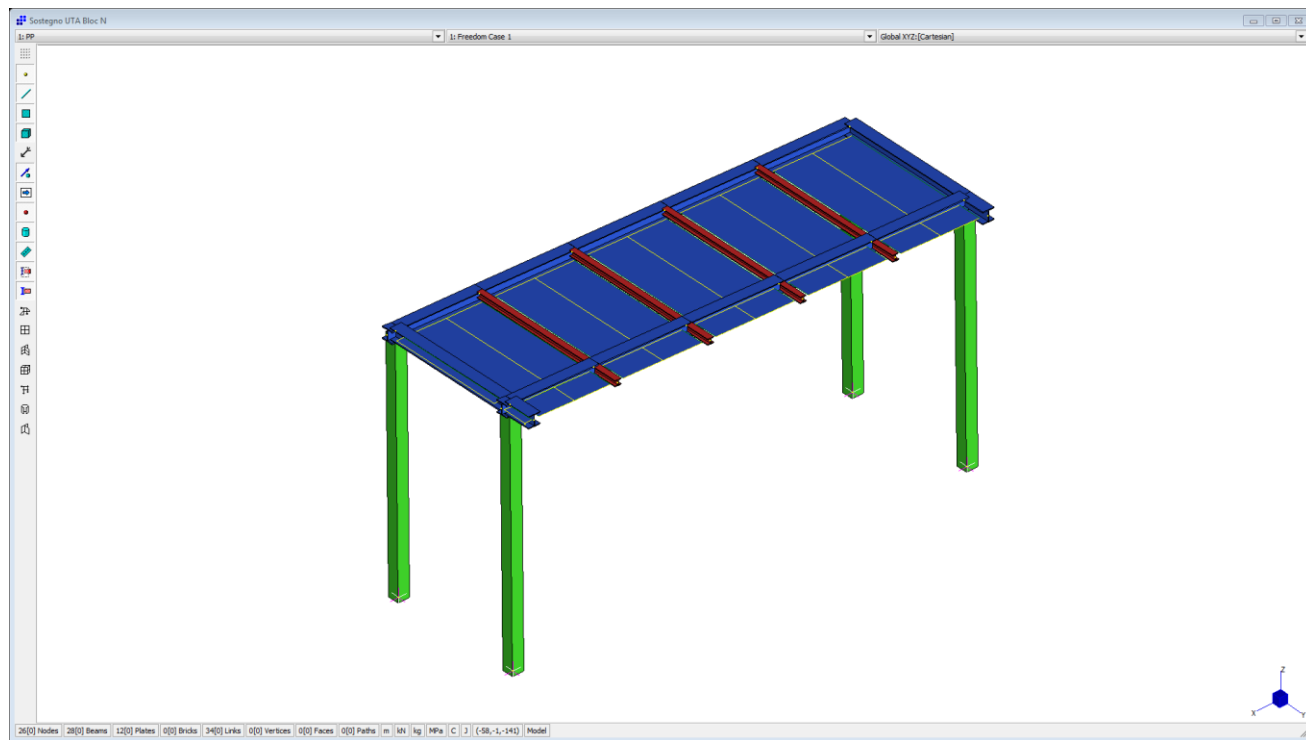 Sostegno UTA Bloc N
1: PP
1: Freedom Case 1
Global XYZ:[Cartesian]
Z
X
Y
26[0] Nodes 28[0] Beams 12[0] Plates 0[0] Bricks 34[0] Links 0[0] Vertices 0[0] Faces 0[0] Paths m kN kg MPa C J (-58,-1,-141) Model